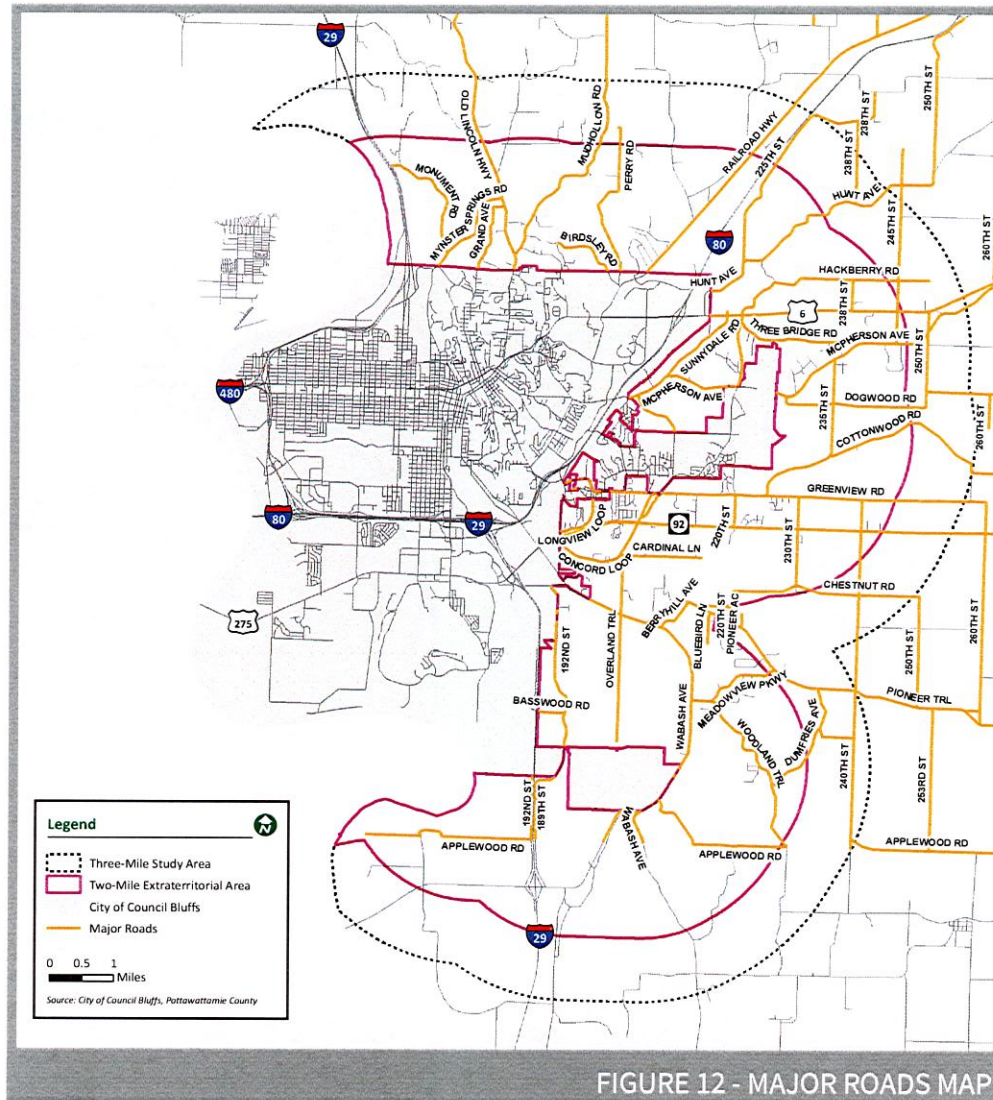 29
OLD LINCOLN HWY
MUDHOLLOW RD
PERRY RD
RAILROAD HWY
225TH ST
238TH ST
238TH ST
250TH ST
HUNT AVE
245TH ST
260TH ST
MONUMENT RD
MYNSTER SPRINGS RD
GRAND AVE
BIRDSLEY RD
80
HUNT AVE
HACKBERRY RD
238TH ST
6
SUNNYDALE RD
THREE BRIDGE RD
MCPHERSON AVE
250TH ST
480
MCPHERSON AVE
235TH ST
DOGWOOD RD
COTTONWOOD RD
260TH ST
GREENVIEW RD
80
29
LONGVIEW LOOP
92
220TH ST
CARDINAL LN
CONCORD LOOP
230TH ST
CHESTNUT RD
275
192ND ST
OVERLAND TRL
BERRYHILL AVE
BLUEBIRD LN
220TH ST
PIONEER AC
250TH ST
260TH ST
BASSWOOD RD
WABASH AVE
MEADOWVIEW PKWY
PIONEER TRL
WOODLAND TRL
DUMFRIES AVE
240TH ST
253RD ST
192ND ST
189TH ST
APPLEWOOD RD
WABASH AVE
APPLEWOOD RD
APPLEWOOD RD
29
Legend
N
Three-Mile Study Area
Two-Mile Extraterritorial Area
City of Council Bluffs
Major Roads
0 0.5 1
Miles
Source: City of Council Bluffs, Pottawattamie County
FIGURE 12 - MAJOR ROADS MAP